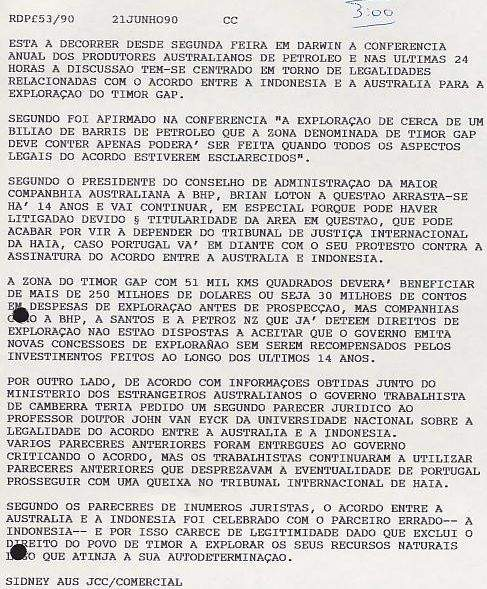 3:00
RDP£53/90 21JUNHO90 CC
ESTA A DECORRER DESDE SEGUNDA FEIRA EM DARWIN A CONFERENCIA
ANUAL DOS PRODUTORES AUSTRALIANOS DE PETROLEO E NAS ULTIMAS 24
HORAS A DISCUSSAO TEM-SE CENTRADO EM TORNO DE LEGALIDADES
RELACIONADAS COM O ACORDO ENTRE A INDONESIA E A AUSTRALIA PARA A
EXPLORAÇAO DO TIMOR GAP.
SEGUNDO FOI AFIRMADO NA CONFERENCIA "A EXPLORAÇAO DE CERCA DE UM
BILIAO DE BARRIS DE PETROLEO QUE A ZONA DENOMINADA DE TIMOR GAP
DEVE CONTER APENAS PODERA' SER FEITA QUANDO TODOS OS ASPECTOS
LEGAIS DO ACORDO ESTIVEREM ESCLARECIDOS".
SEGUNDO O PRESIDENTE DO CONSELHO DE ADMINISTRAÇAO DA MAIOR
COMPANBHIA AUSTRALIANA A BHP, BRIAN LOTON A QUESTAO ARRASTA-SE
HA' 14 ANOS E VAI CONTINUAR, EM ESPECIAL PORQUE PODE HAVER
LITIGADAO DEVIDO § TITULARIDADE DA AREA EM QUESTAO, QUE PODE
ACABAR POR VIR A DEPENDER DO TRIBUNAL DE JUSTIÇA INTERNACIONAL
DA HAIA, CASO PORTUGAL VA' EM DIANTE COM O SEU PROTESTO CONTRA A
ASSINATURA DO ACORDO ENTRE A AUSTRALIA E INDONESIA.
A ZONA DO TIMOR GAP COM 51 MIL KMS QUADRADOS DEVERA' BENEFICIAR
DE MAIS DE 250 MILHOES DE DOLARES OU SEJA 30 MILHOES DE CONTOS
EM DESPESAS DE EXPLORAÇAO ANTES DE PROSPECÇAO, MAS COMPANHIAS
COMO A BHP, A SANTOS E A PETROZ NZ QUE JA' DETEEM DIREITOS DE
EXPLORAÇAO NAO ESTAO DISPOSTAS A ACEITAR QUE O GOVERNO EMITA
NOVAS CONCESSOES DE EXPLORAÑAO SEM SEREM RECOMPENSADOS PELOS
INVESTIMENTOS FEITOS AO LONGO DOS ULTIMOS 14 ANOS.
POR OUTRO LADO, DE ACORDO COM INFORMAÇOES OBTIDAS JUNTO DO
MINISTERIO DOS ESTRANGEIROS AUSTRALIANOS O GOVERNO TRABALHISTA
DE CAMBERRA TERIA PEDIDO UM SEGUNDO PARECER JURIDICO AO
PROFESSOR DOUTOR JOHN VAN EYCK DA UNIVERSIDADE NACIONAL SOBRE A
LEGALIDADE DO ACORDO ENTRE A AUSTRALIA E A INDONESIA.
VARIOS PARECERES ANTERIORES FORAM ENTREGUES AO GOVERNO
CRITICANDO O ACORDO, MAS OS TRABALHISTAS CONTINUARAM A UTILIZAR
PARECERES ANTERIORES QUE DESPREZAVAM A EVENTUALIDADE DE PORTUGAL
PROSSEGUIR COM UMA QUEIXA NO TRIBUNAL INTERNACIONAL DE HAIA.
SEGUNDO OS PARECERES DE INUMEROS JURISTAS, O ACORDO ENTRE A
AUSTRALIA E A INDONESIA FOI CELEBRADO COM O PARCEIRO ERRADO-- A
INDONESIA-- E POR ISSO CARECE DE LEGITIMIDADE DADO QUE EXCLUI O
DIREITO DO POVO DE TIMOR A EXPLORAR OS SEUS RECURSOS NATURAIS
LOGO QUE ATINJA A SUA AUTODETERMINAÇAO.
SIDNEY AUS JCC/COMERCIAL